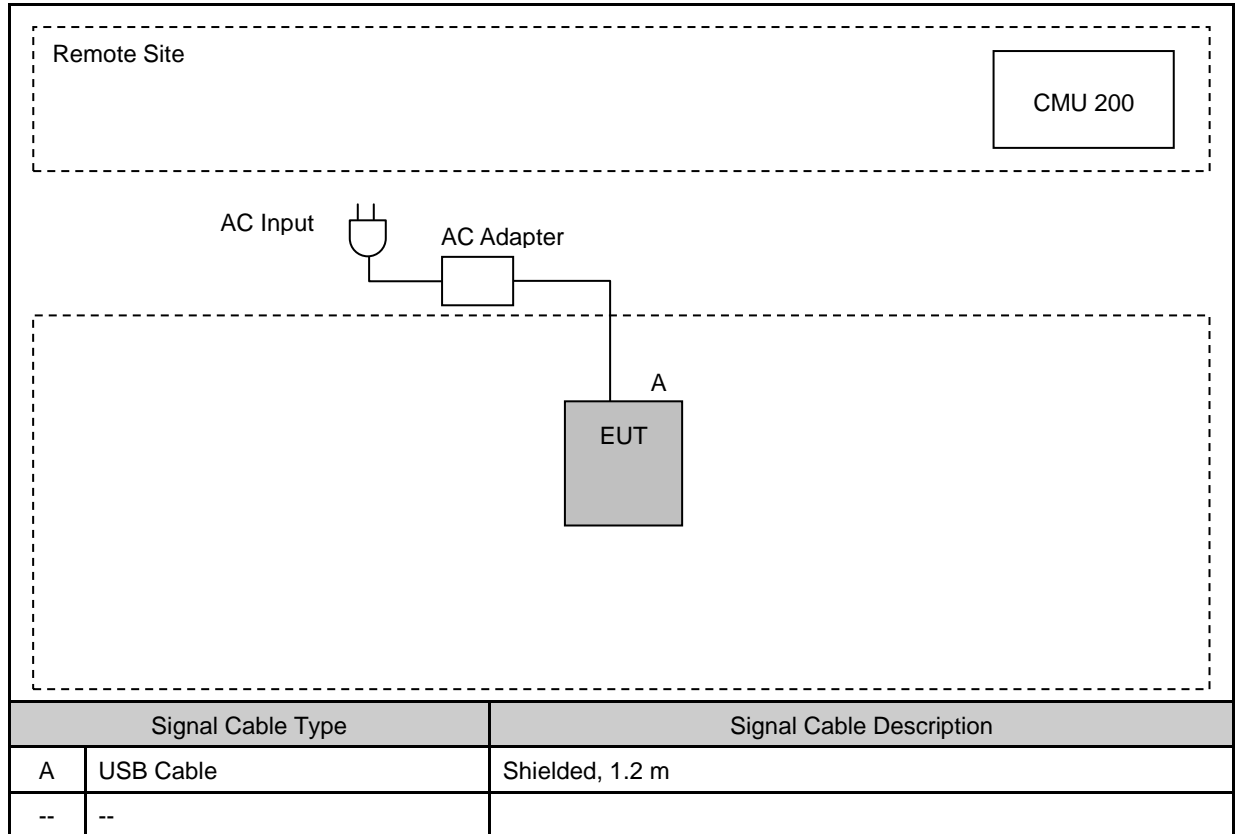 Remote Site
CMU 200
AC Input
AC Adapter
A
EUT
Signal Cable Type Signal Cable Description
A USB Cable Shielded, 1.2 m
-- --